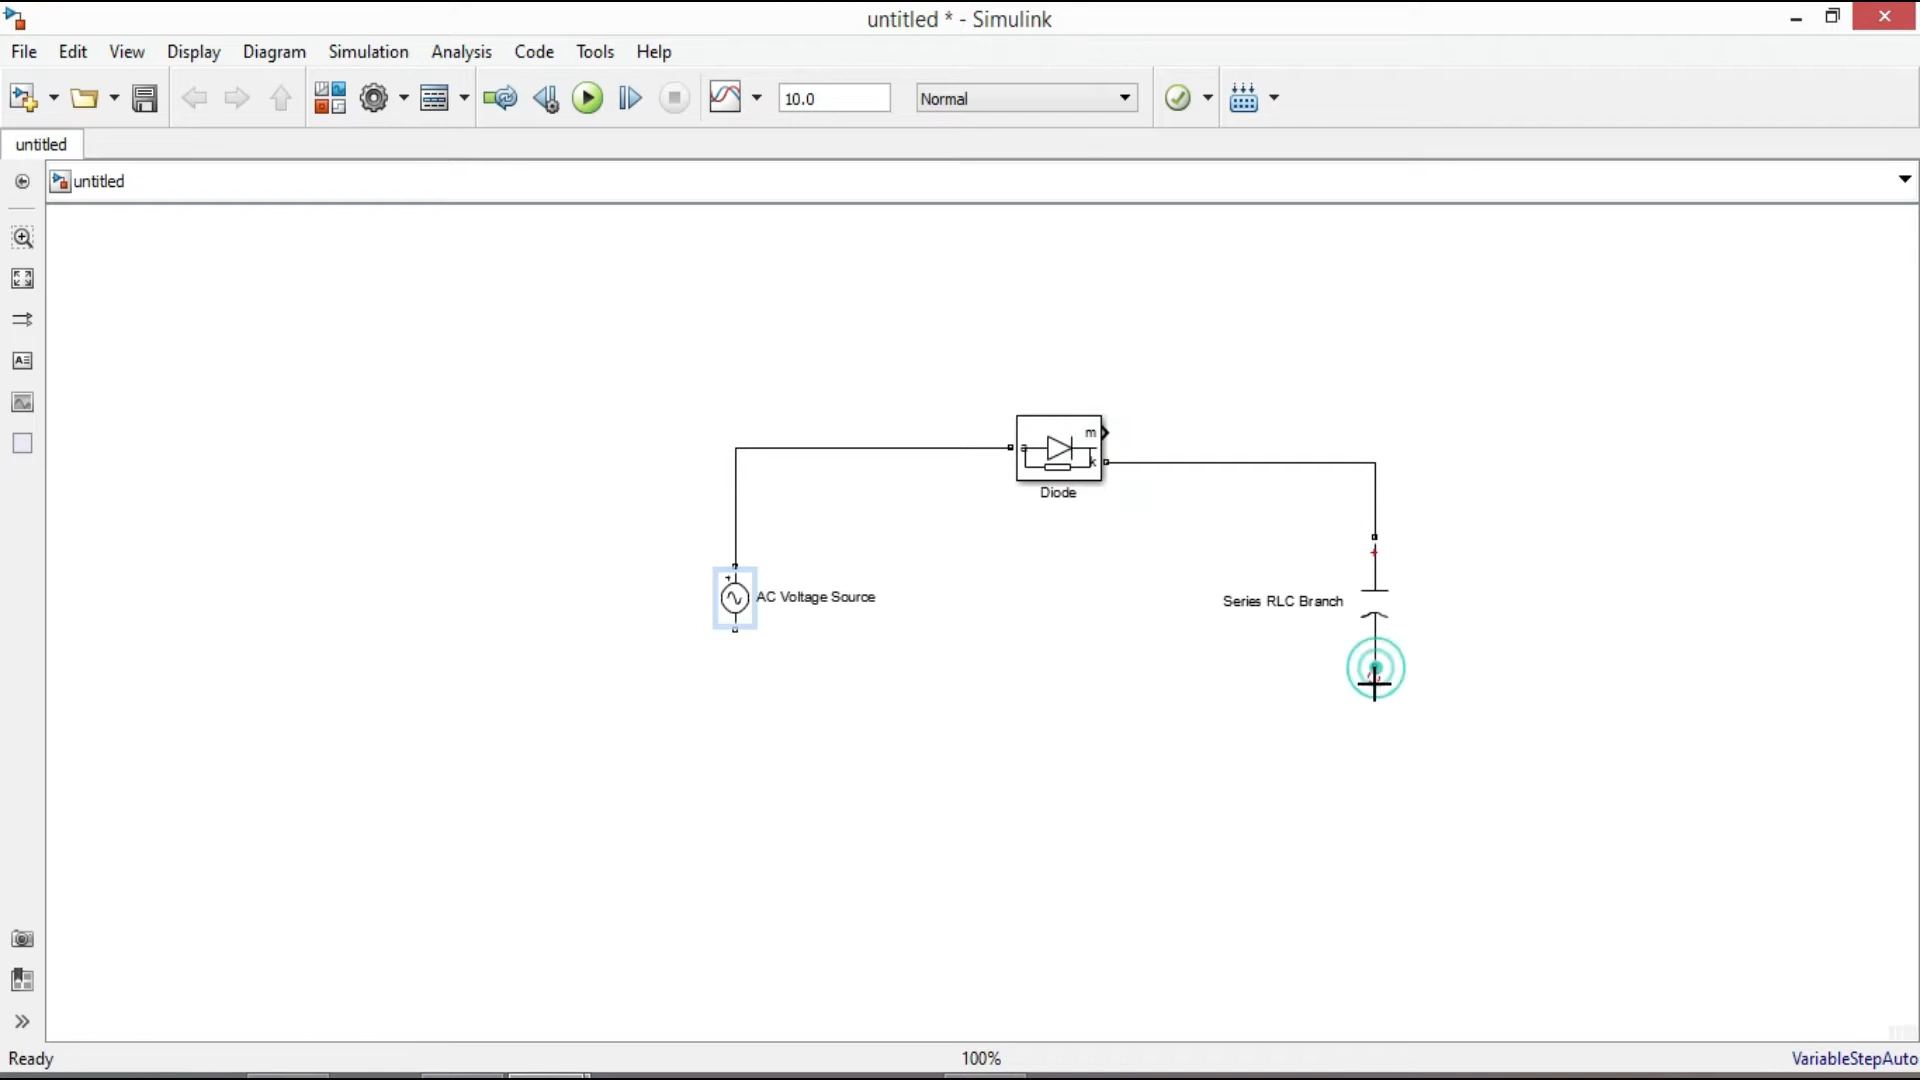 untitled * - Simulink
File Edit View Display Diagram Simulation Analysis Code Tools Help
10.0 Normal
untitled
untitled
m
a
k
Diode
+
AC Voltage Source
+
Series RLC Branch
Ready 100% VariableStepAuto